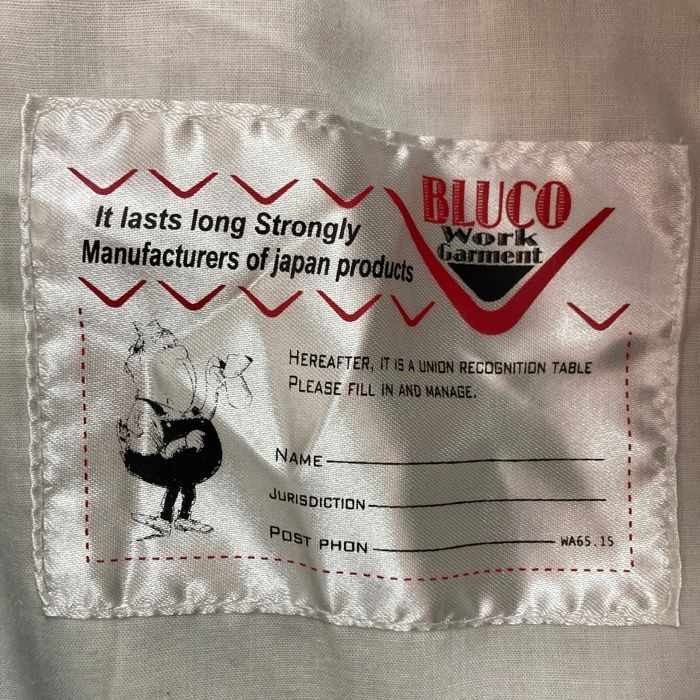 BLUCO
Work
Garment
It lasts long Strongly
Manufacturers of japan products
HEREAFTER, IT IS A UNION RECOGNITION TABLE
PLEASE FILL IN AND MANAGE.
NAME
JURISDICTION
POST PHON WA65.15